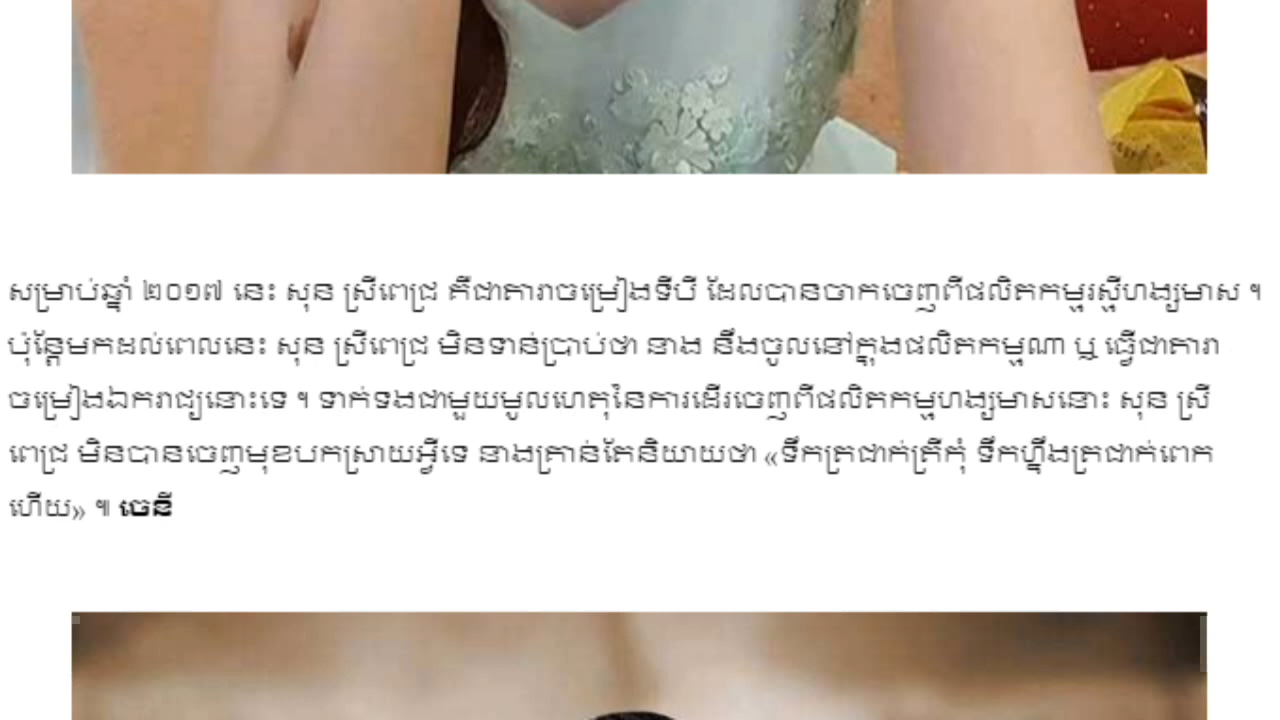 សម្រាប់ឆ្នាំ ២០១៧ នេះ សុន ស្រីពេជ្រ គឺជាតារាចម្រៀងទីបី ដែលបានចាកចេញពីផលិតកម្មរស្មីហង្សមាស ។
ប៉ុន្តែមកដល់ពេលនេះ សុន ស្រីពេជ្រ មិនទាន់ប្រាប់ថា នាង នឹងចូលនៅក្នុងផលិតកម្មណា ឬ ធ្វើជាតារា
ចម្រៀងឯករាជ្យនោះទេ ។ ទាក់ទងជាមួយម្មូលហេតុនៃការដើរចេញពីផលិតកម្មហង្សមាសនោះ សុន ស្រី
ពេជ្រ មិនបានចេញមុខបកស្រាយអ្វីទេ នាងគ្រាន់តែនិយាយថា «ទឹកត្រជាក់ត្រីកុំ ទឹកហ្នឹងត្រជាក់ពេក
ហើយ» ៕ ចេនី